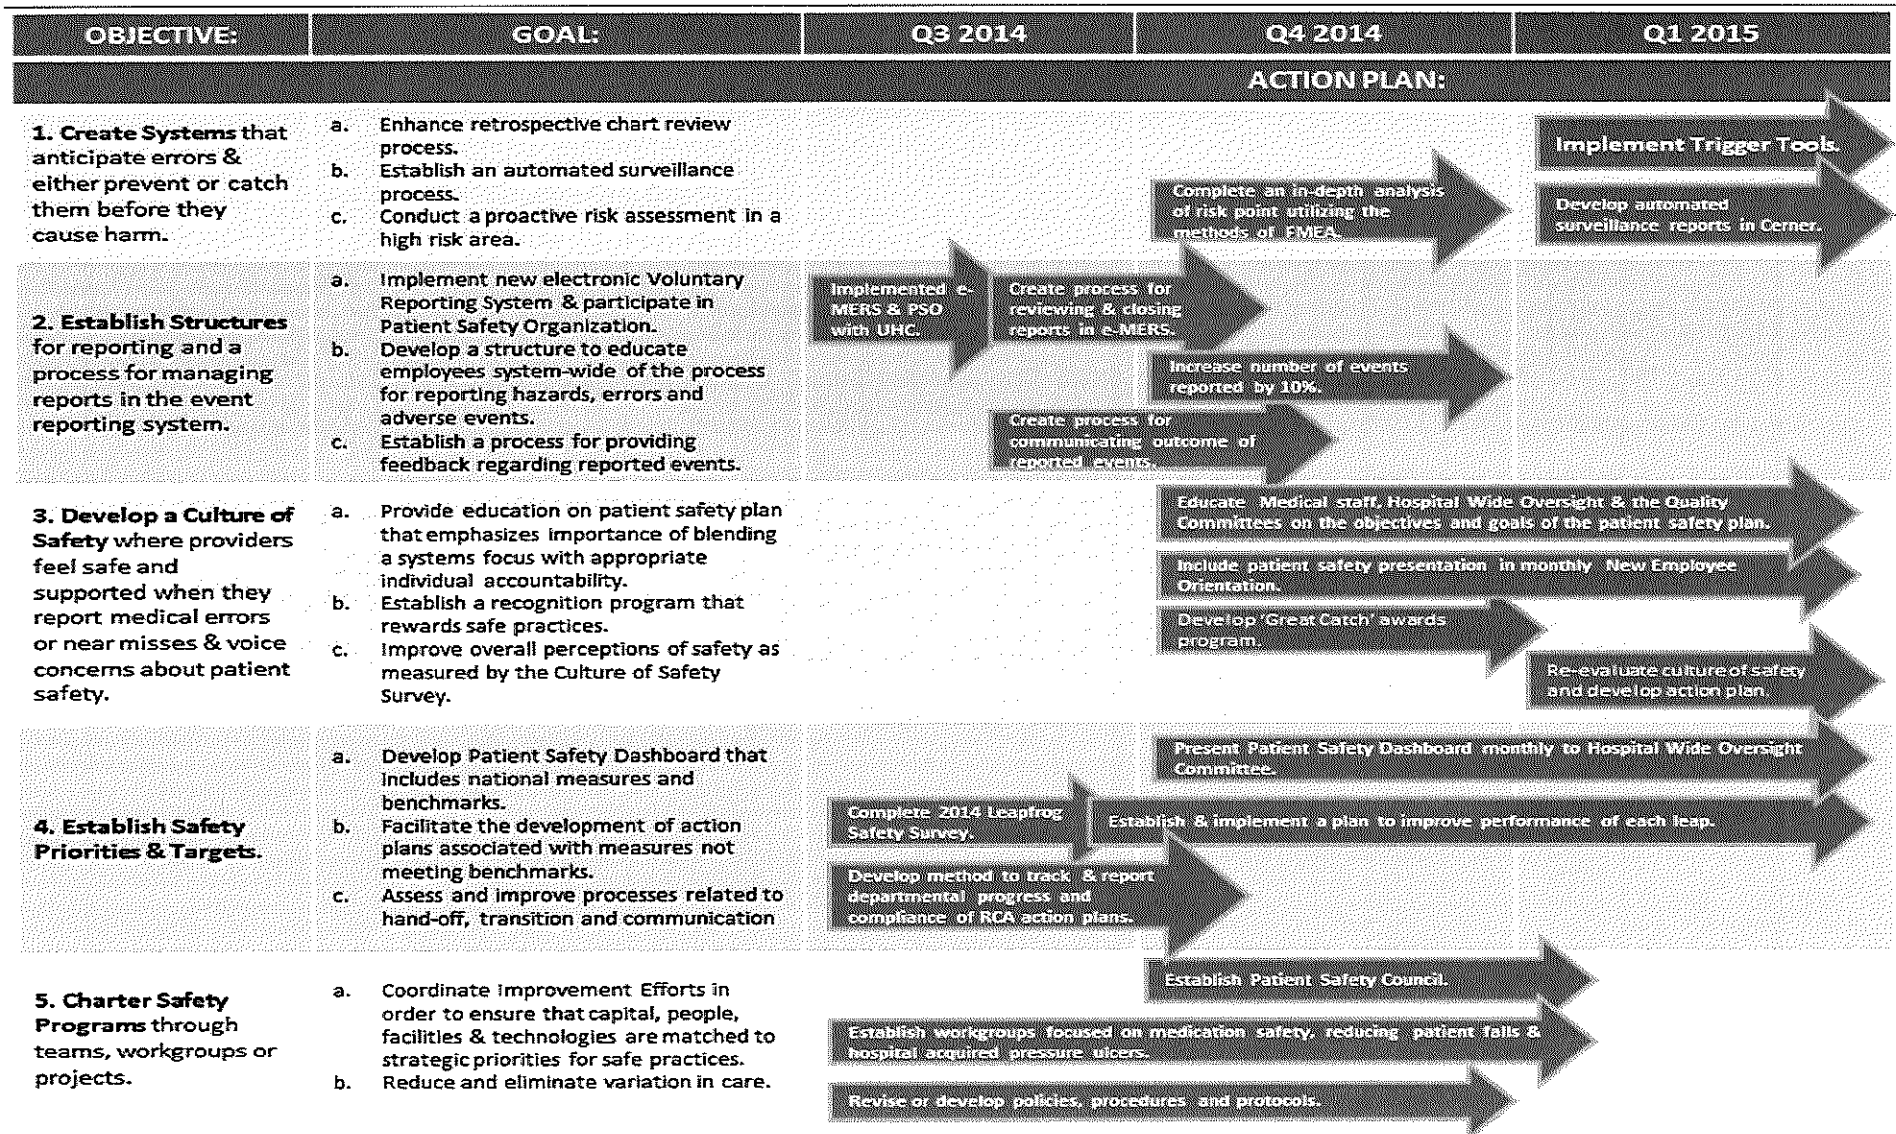 OBJECTIVE:
GOAL:
Q3 2014
Q4 2014
Q1 2015
ACTION PLAN:
1. Create Systems that
anticipate errors &
either prevent or catch
them before they
cause harm.
a. Enhance retrospective chart review
process.
b. Establish an automated surveillance
process.
c. Conduct a proactive risk assessment in a
high risk area.
Complete an in-depth analysis
of risk point utilizing the
methods of FMEA.
Implement Trigger Tools.
Develop automated
surveillance reports in Cerner.
2. Establish Structures
for reporting and a
process for managing
reports in the event
reporting system.
a. Implement new electronic Voluntary
Reporting System & participate in
Patient Safety Organization.
b. Develop a structure to educate
employees system-wide of the process
for reporting hazards, errors and
adverse events.
c. Establish a process for providing
feedback regarding reported events.
Implemented e-
MERS & PSO
with UHC.
Create process for
reviewing & closing
reports in e-MERS.
Increase number of events
reported by 10%.
Create process for
communicating outcome of
reported events.
3. Develop a Culture of
Safety where providers
feel safe and
supported when they
report medical errors
or near misses & voice
concerns about patient
safety.
a. Provide education on patient safety plan
that emphasizes importance of blending
a systems focus with appropriate
individual accountability.
b. Establish a recognition program that
rewards safe practices.
c. Improve overall perceptions of safety as
measured by the Culture of Safety
Survey.
Educate Medical staff, Hospital Wide Oversight & the Quality
Committees on the objectives and goals of the patient safety plan.
Include patient safety presentation in monthly New Employee
Orientation.
Develop 'Great Catch' awards
program.
Re-evaluate culture of safety
and develop action plan.
4. Establish Safety
Priorities & Targets.
a. Develop Patient Safety Dashboard that
includes national measures and
benchmarks.
b. Facilitate the development of action
plans associated with measures not
meeting benchmarks.
c. Assess and improve processes related to
hand-off, transition and communication
Present Patient Safety Dashboard monthly to Hospital Wide Oversight
Committee.
Complete 2014 Leapfrog
Safety Survey.
Establish & implement a plan to improve performance of each leap.
Develop method to track & report
departmental progress and
compliance of RCA action plans.
5. Charter Safety
Programs through
teams, workgroups or
projects.
a. Coordinate Improvement Efforts in
order to ensure that capital, people,
facilities & technologies are matched to
strategic priorities for safe practices.
b. Reduce and eliminate variation in care.
Establish Patient Safety Council.
Establish workgroups focused on medication safety, reducing patient falls &
hospital acquired pressure ulcers.
Revise or develop policies, procedures and protocols.